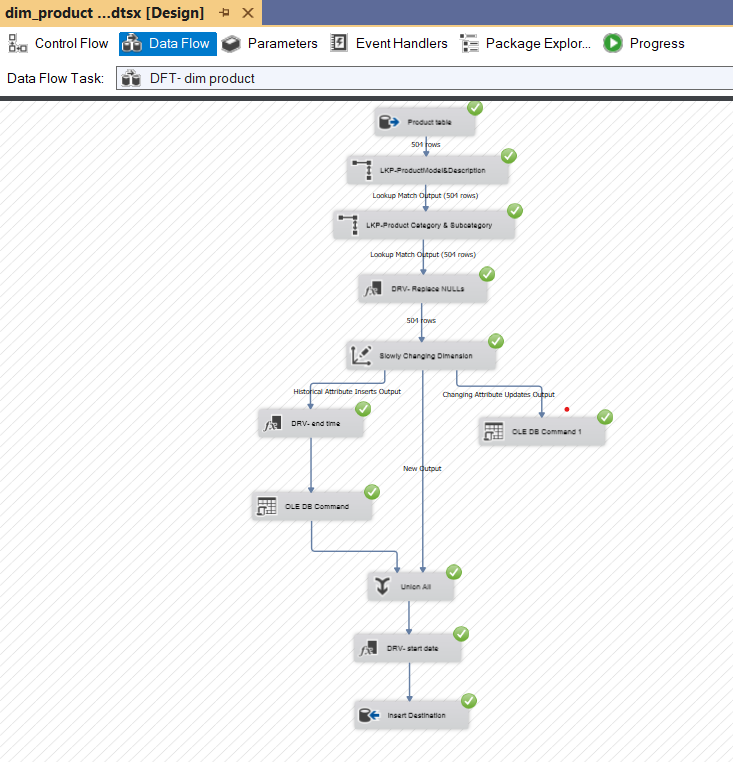 dim_product ...dtsx [Design]
Control Flow
Data Flow
Parameters
Event Handlers
Package Explor...
Progress
Data Flow Task:
DFT- dim product
Product table
504 rows
LKP-ProductModel&Description
Lookup Match Output (504 rows)
LKP-Product Category & Subcategory
Lookup Match Output (504 rows)
DRV- Replace NULLs
504 rows
Slowly Changing Dimension
Historical Attribute Inserts Output
Changing Attribute Updates Output
DRV- end time
OLE DB Command 1
New Output
OLE DB Command
Union All
DRV- start date
Insert Destination